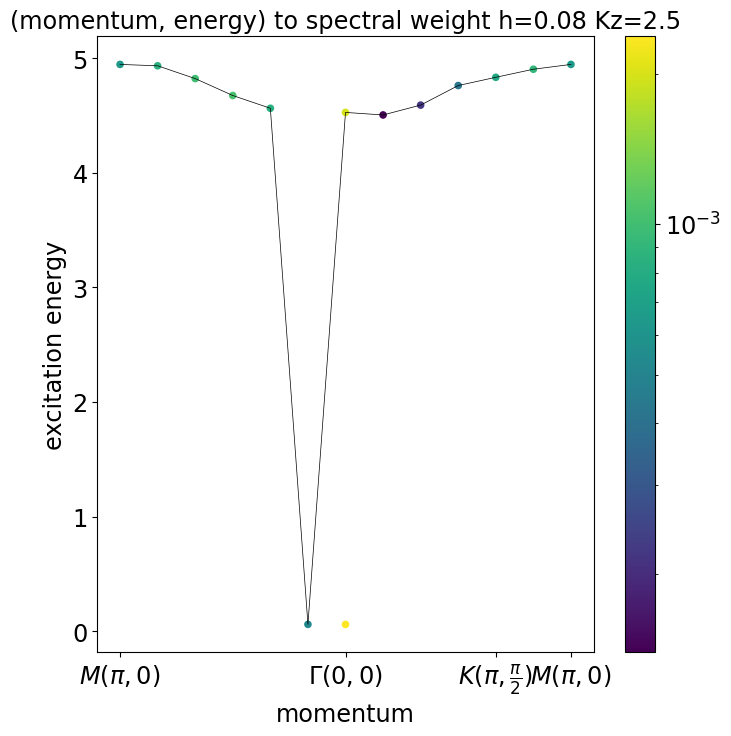 (momentum, energy) to spectral weight h=0.08 Kz=2.5
excitation energy
5
4
3
2
1
0
10⁻³
M(π, 0)
Γ(0, 0)
K(π, π/2)
M(π, 0)
momentum